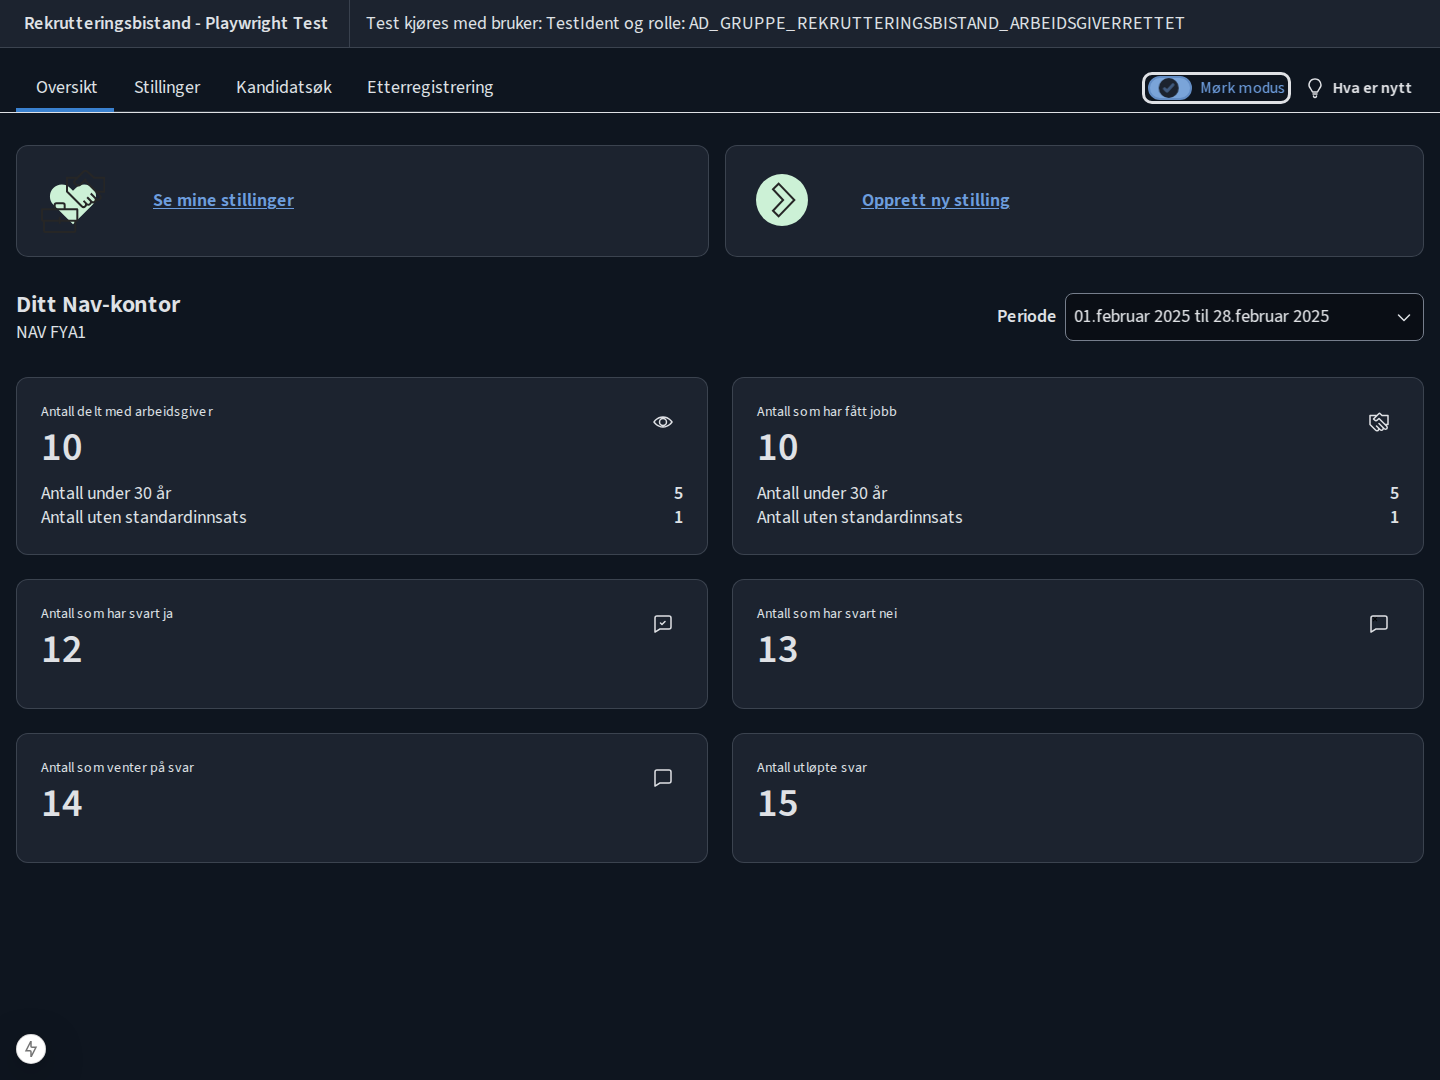 Rekrutteringsbistand - Playwright Test
Test kjøres med bruker: TestIdent og rolle: AD_GRUPPE_REKRUTTERINGSBISTAND_ARBEIDSGIVERRETTET
Oversikt
Stillinger
Kandidatsøk
Etterregistrering
Mørk modus
Hva er nytt
Se mine stillinger
Opprett ny stilling
Ditt Nav-kontor
NAV FYA1
Periode
01.februar 2025 til 28.februar 2025
Antall delt med arbeidsgiver
10
Antall under 30 år 5
Antall uten standardinnsats 1
Antall som har fått jobb
10
Antall under 30 år 5
Antall uten standardinnsats 1
Antall som har svart ja
12
Antall som har svart nei
13
Antall som venter på svar
14
Antall utløpte svar
15